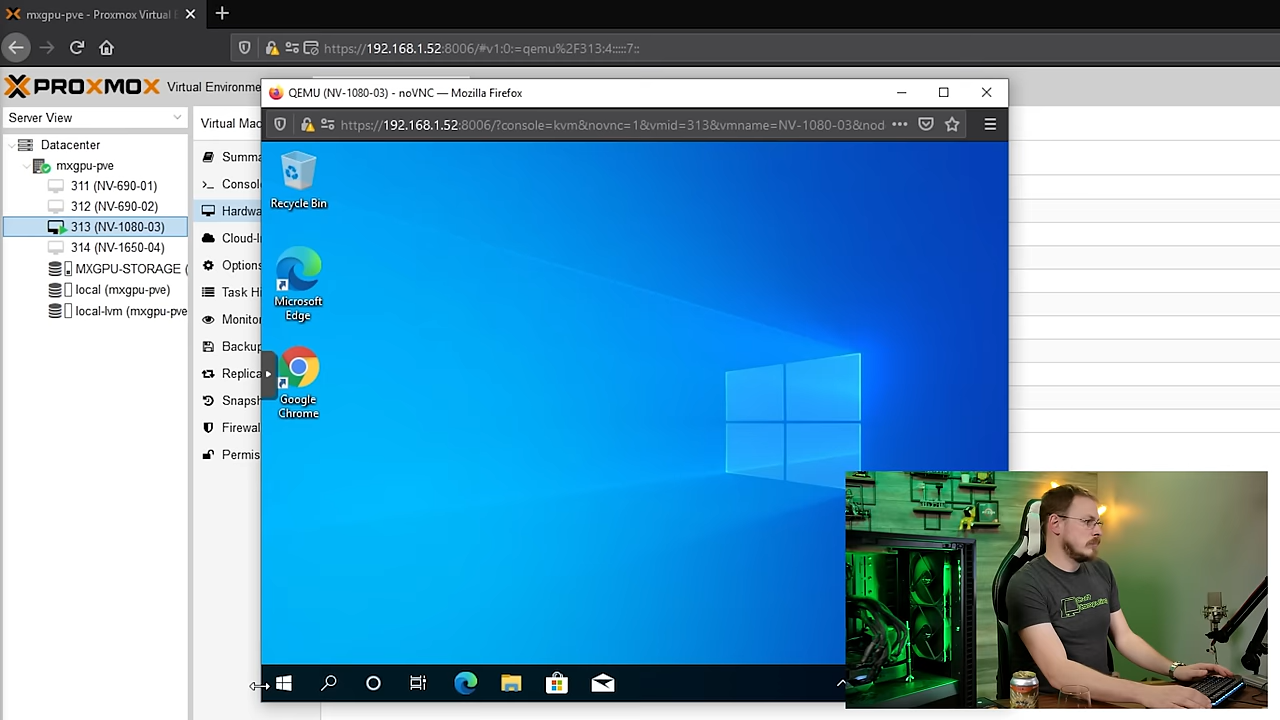 mxgpu-pve - Proxmox Virtual E
https://192.168.1.52:8006/#v1:0:=qemu%2F313:4:::::7::
PROXMOX Virtual Environme
Server View
Datacenter
mxgpu-pve
311 (NV-690-01)
312 (NV-690-02)
313 (NV-1080-03)
314 (NV-1650-04)
MXGPU-STORAGE (
local (mxgpu-pve)
local-lvm (mxgpu-pve
Virtual Mac
Summa
Consol
Hardwa
Cloud-I
Options
Task Hi
Monito
Backup
Replica
Snapsh
Firewal
Permis
QEMU (NV-1080-03) - noVNC — Mozilla Firefox
https://192.168.1.52:8006/?console=kvm&novnc=1&vmid=313&vmname=NV-1080-03&nod
Recycle Bin
Microsoft
Edge
Google
Chrome